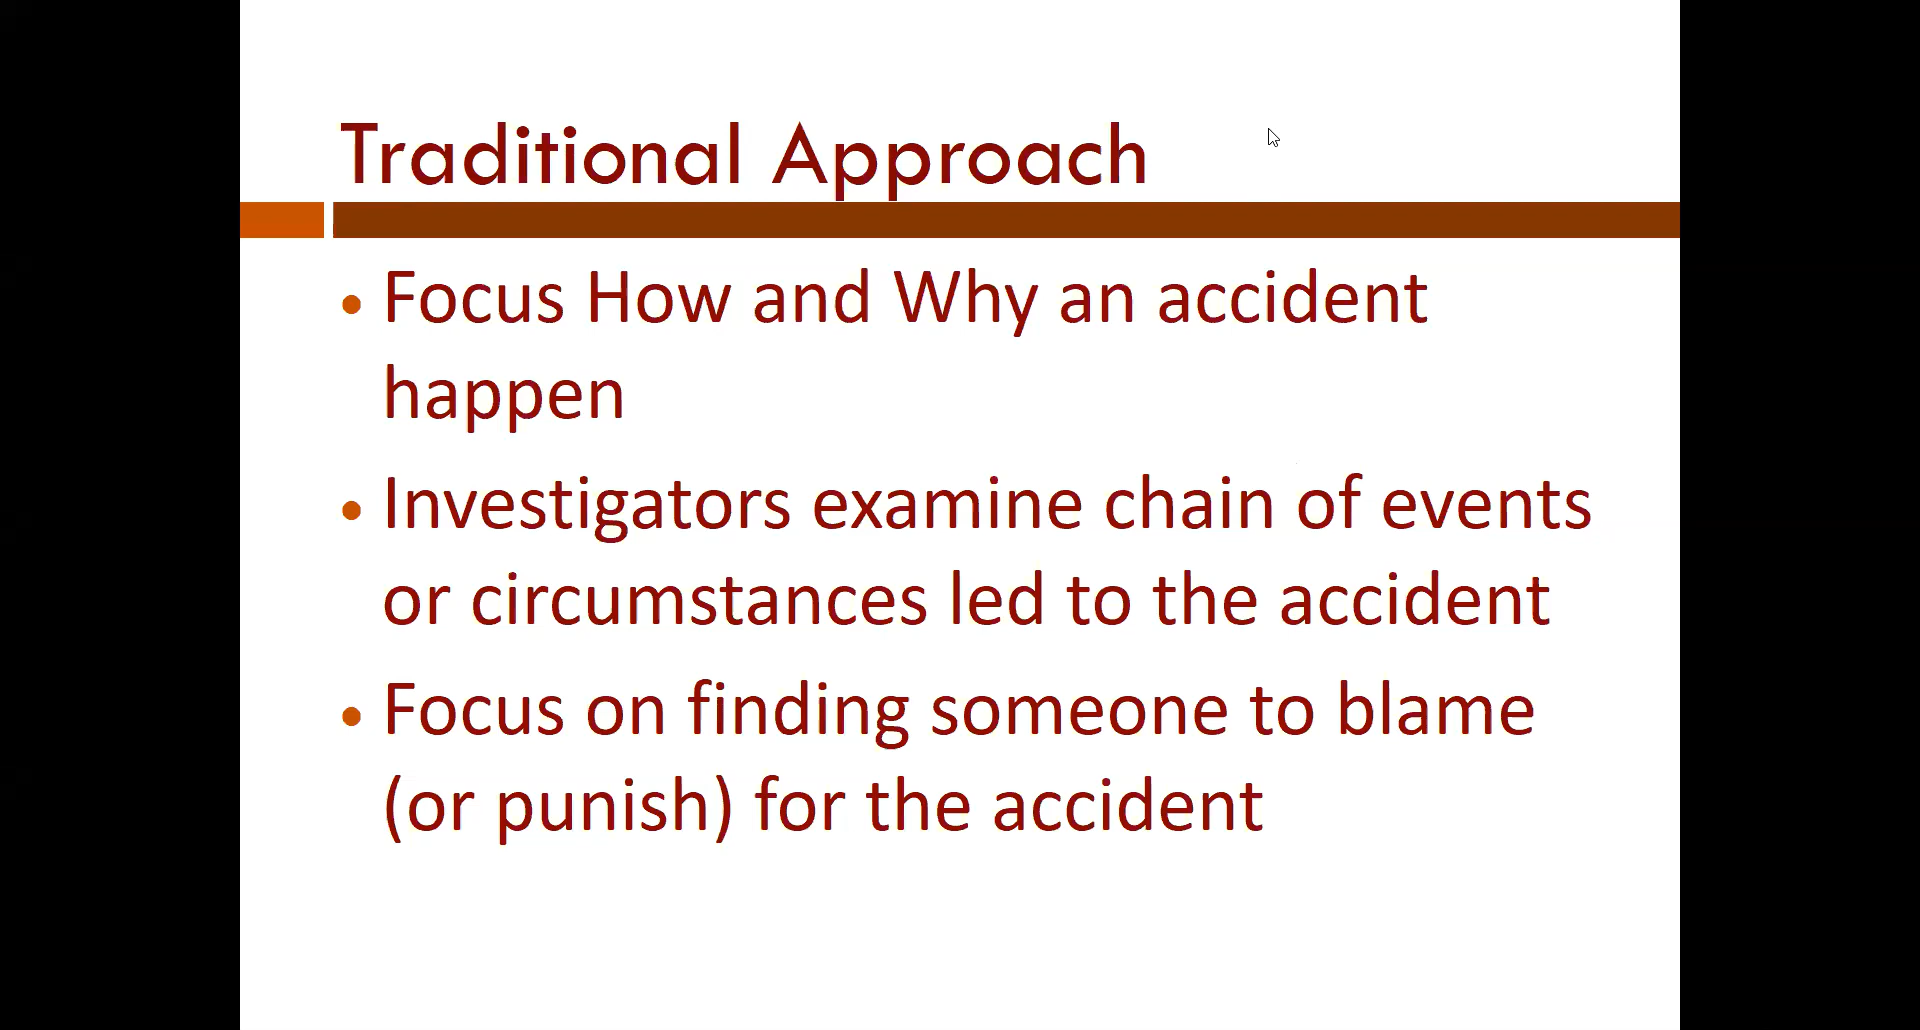 Traditional Approach
• Focus How and Why an accident
happen
• Investigators examine chain of events
or circumstances led to the accident
• Focus on finding someone to blame
(or punish) for the accident